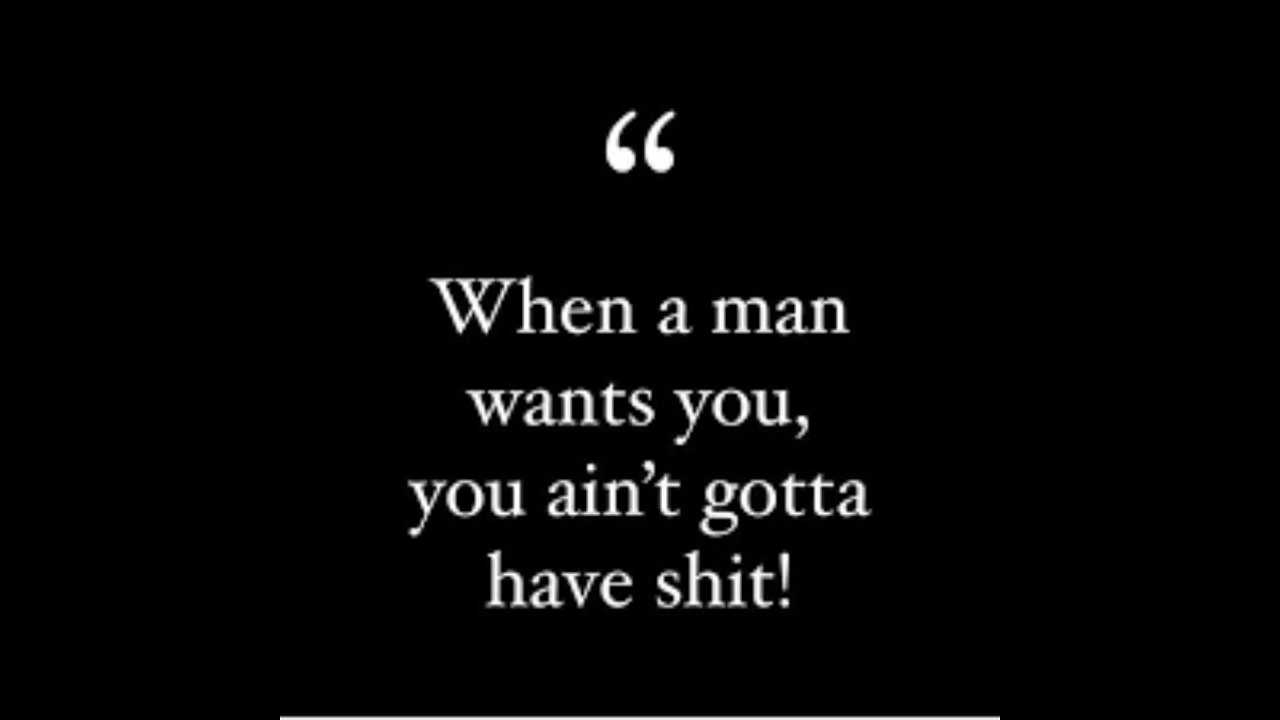 “
When a man
wants you,
you ain’t gotta
have shit!